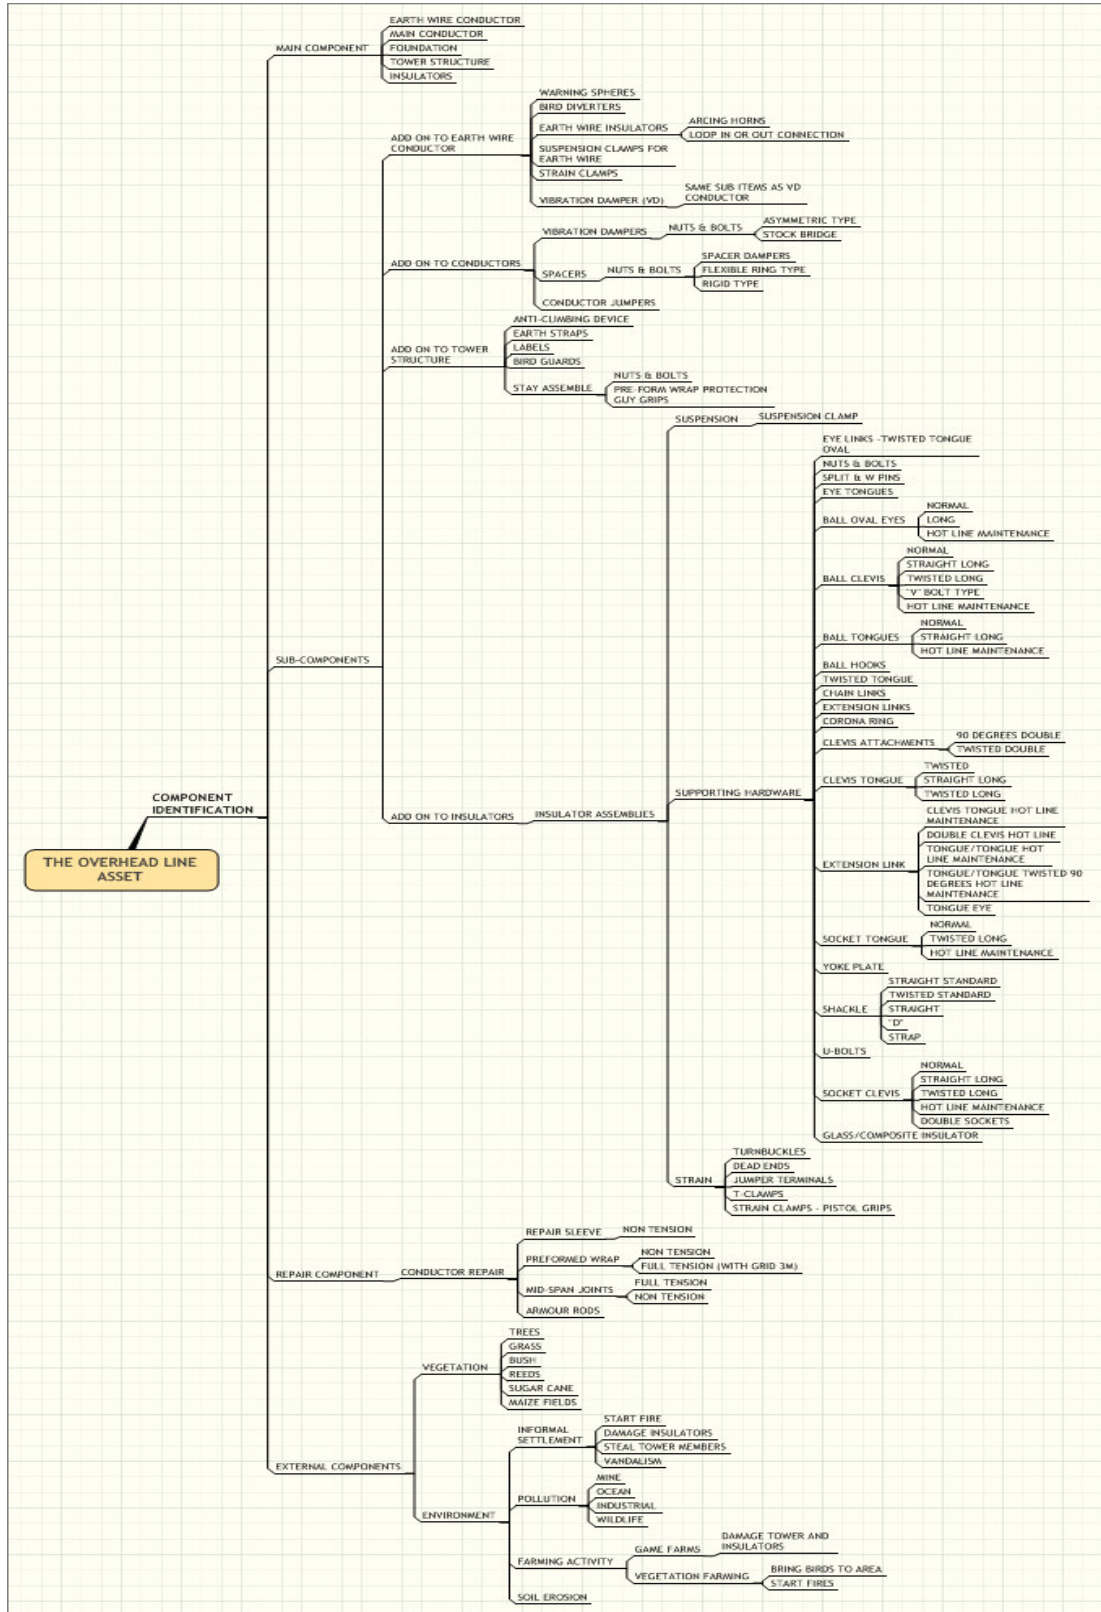 EARTH WIRE CONDUCTOR
MAIN CONDUCTOR
MAIN COMPONENT
FOUNDATION
TOWER STRUCTURE
INSULATORS
WARNING SPHERES
BIRD DIVERTERS
ADD ON TO EARTH WIRE
CONDUCTOR
EARTH WIRE INSULATORS
ARCING HORNS
LOOP IN OR OUT CONNECTION
SUSPENSION CLAMPS FOR
EARTH WIRE
STRAIN CLAMPS
VIBRATION DAMPER (VD)
SAME SUB ITEMS AS VD
CONDUCTOR
ADD ON TO CONDUCTORS
VIBRATION DAMPERS
NUTS & BOLTS
ASYMMETRIC TYPE
STOCK BRIDGE
SPACERS
NUTS & BOLTS
SPACER DAMPERS
FLEXIBLE RING TYPE
RIGID TYPE
CONDUCTOR JUMPERS
ADD ON TO TOWER
STRUCTURE
ANTI-CLIMBING DEVICE
EARTH STRAPS
LABELS
BIRD GUARDS
STAY ASSEMBLE
NUTS & BOLTS
PRE-FORM WRAP PROTECTION
GUY GRIPS
SUB-COMPONENTS
SUSPENSION
SUSPENSION CLAMP
EYE LINKS -TWISTED TONGUE
OVAL
NUTS & BOLTS
SPLIT & W PINS
EYE TONGUES
BALL OVAL EYES
NORMAL
LONG
HOT LINE MAINTENANCE
BALL CLEVIS
NORMAL
STRAIGHT LONG
TWISTED LONG
"V" BOLT TYPE
HOT LINE MAINTENANCE
BALL TONGUES
NORMAL
STRAIGHT LONG
HOT LINE MAINTENANCE
BALL HOOKS
TWISTED TONGUE
CHAIN LINKS
EXTENSION LINKS
CORONA RING
CLEVIS ATTACHMENTS
90 DEGREES DOUBLE
TWISTED DOUBLE
CLEVIS TONGUE
TWISTED
STRAIGHT LONG
TWISTED LONG
COMPONENT
IDENTIFICATION
ADD ON TO INSULATORS
INSULATOR ASSEMBLIES
SUPPORTING HARDWARE
THE OVERHEAD LINE
ASSET
EXTENSION LINK
CLEVIS TONGUE HOT LINE
MAINTENANCE
DOUBLE CLEVIS HOT LINE
TONGUE/TONGUE HOT
LINE MAINTENANCE
TONGUE/TONGUE TWISTED 90
DEGREES HOT LINE
MAINTENANCE
TONGUE EYE
SOCKET TONGUE
NORMAL
TWISTED LONG
HOT LINE MAINTENANCE
YOKE PLATE
SHACKLE
STRAIGHT STANDARD
TWISTED STANDARD
STRAIGHT
"D"
STRAP
U-BOLTS
SOCKET CLEVIS
NORMAL
STRAIGHT LONG
TWISTED LONG
HOT LINE MAINTENANCE
DOUBLE SOCKETS
GLASS/COMPOSITE INSULATOR
STRAIN
TURNBUCKLES
DEAD ENDS
JUMPER TERMINALS
T-CLAMPS
STRAIN CLAMPS - PISTOL GRIPS
REPAIR COMPONENT
CONDUCTOR REPAIR
REPAIR SLEEVE
NON TENSION
PREFORMED WRAP
NON TENSION
FULL TENSION (WITH GRID 3M)
MID-SPAN JOINTS
FULL TENSION
NON TENSION
ARMOUR RODS
EXTERNAL COMPONENTS
VEGETATION
TREES
GRASS
BUSH
REEDS
SUGAR CANE
MAIZE FIELDS
ENVIRONMENT
INFORMAL
SETTLEMENT
START FIRE
DAMAGE INSULATORS
STEAL TOWER MEMBERS
VANDALISM
POLLUTION
MINE
OCEAN
INDUSTRIAL
WILDLIFE
FARMING ACTIVITY
GAME FARMS
DAMAGE TOWER AND
INSULATORS
VEGETATION FARMING
BRING BIRDS TO AREA
START FIRES
SOIL EROSION